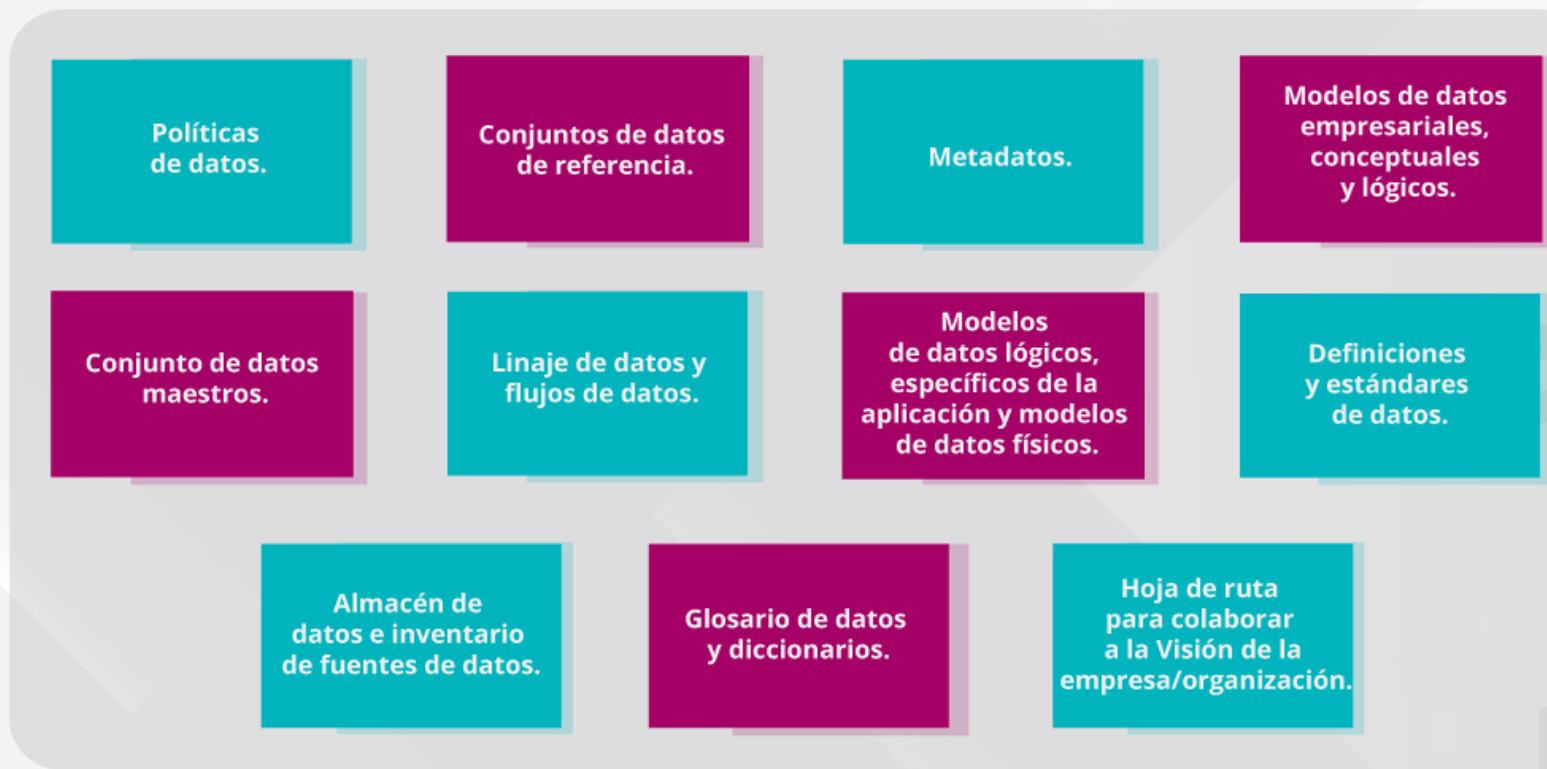 Políticas
de datos.
Conjuntos de datos
de referencia.
Metadatos.
Modelos de datos
empresariales,
conceptuales
y lógicos.
Conjunto de datos
maestros.
Linaje de datos y
flujos de datos.
Modelos
de datos lógicos,
específicos de la
aplicación y modelos
de datos físicos.
Definiciones
y estándares
de datos.
Almacén de
datos e inventario
de fuentes de datos.
Glosario de datos
y diccionarios.
Hoja de ruta
para colaborar
a la Visión de la
empresa/organización.